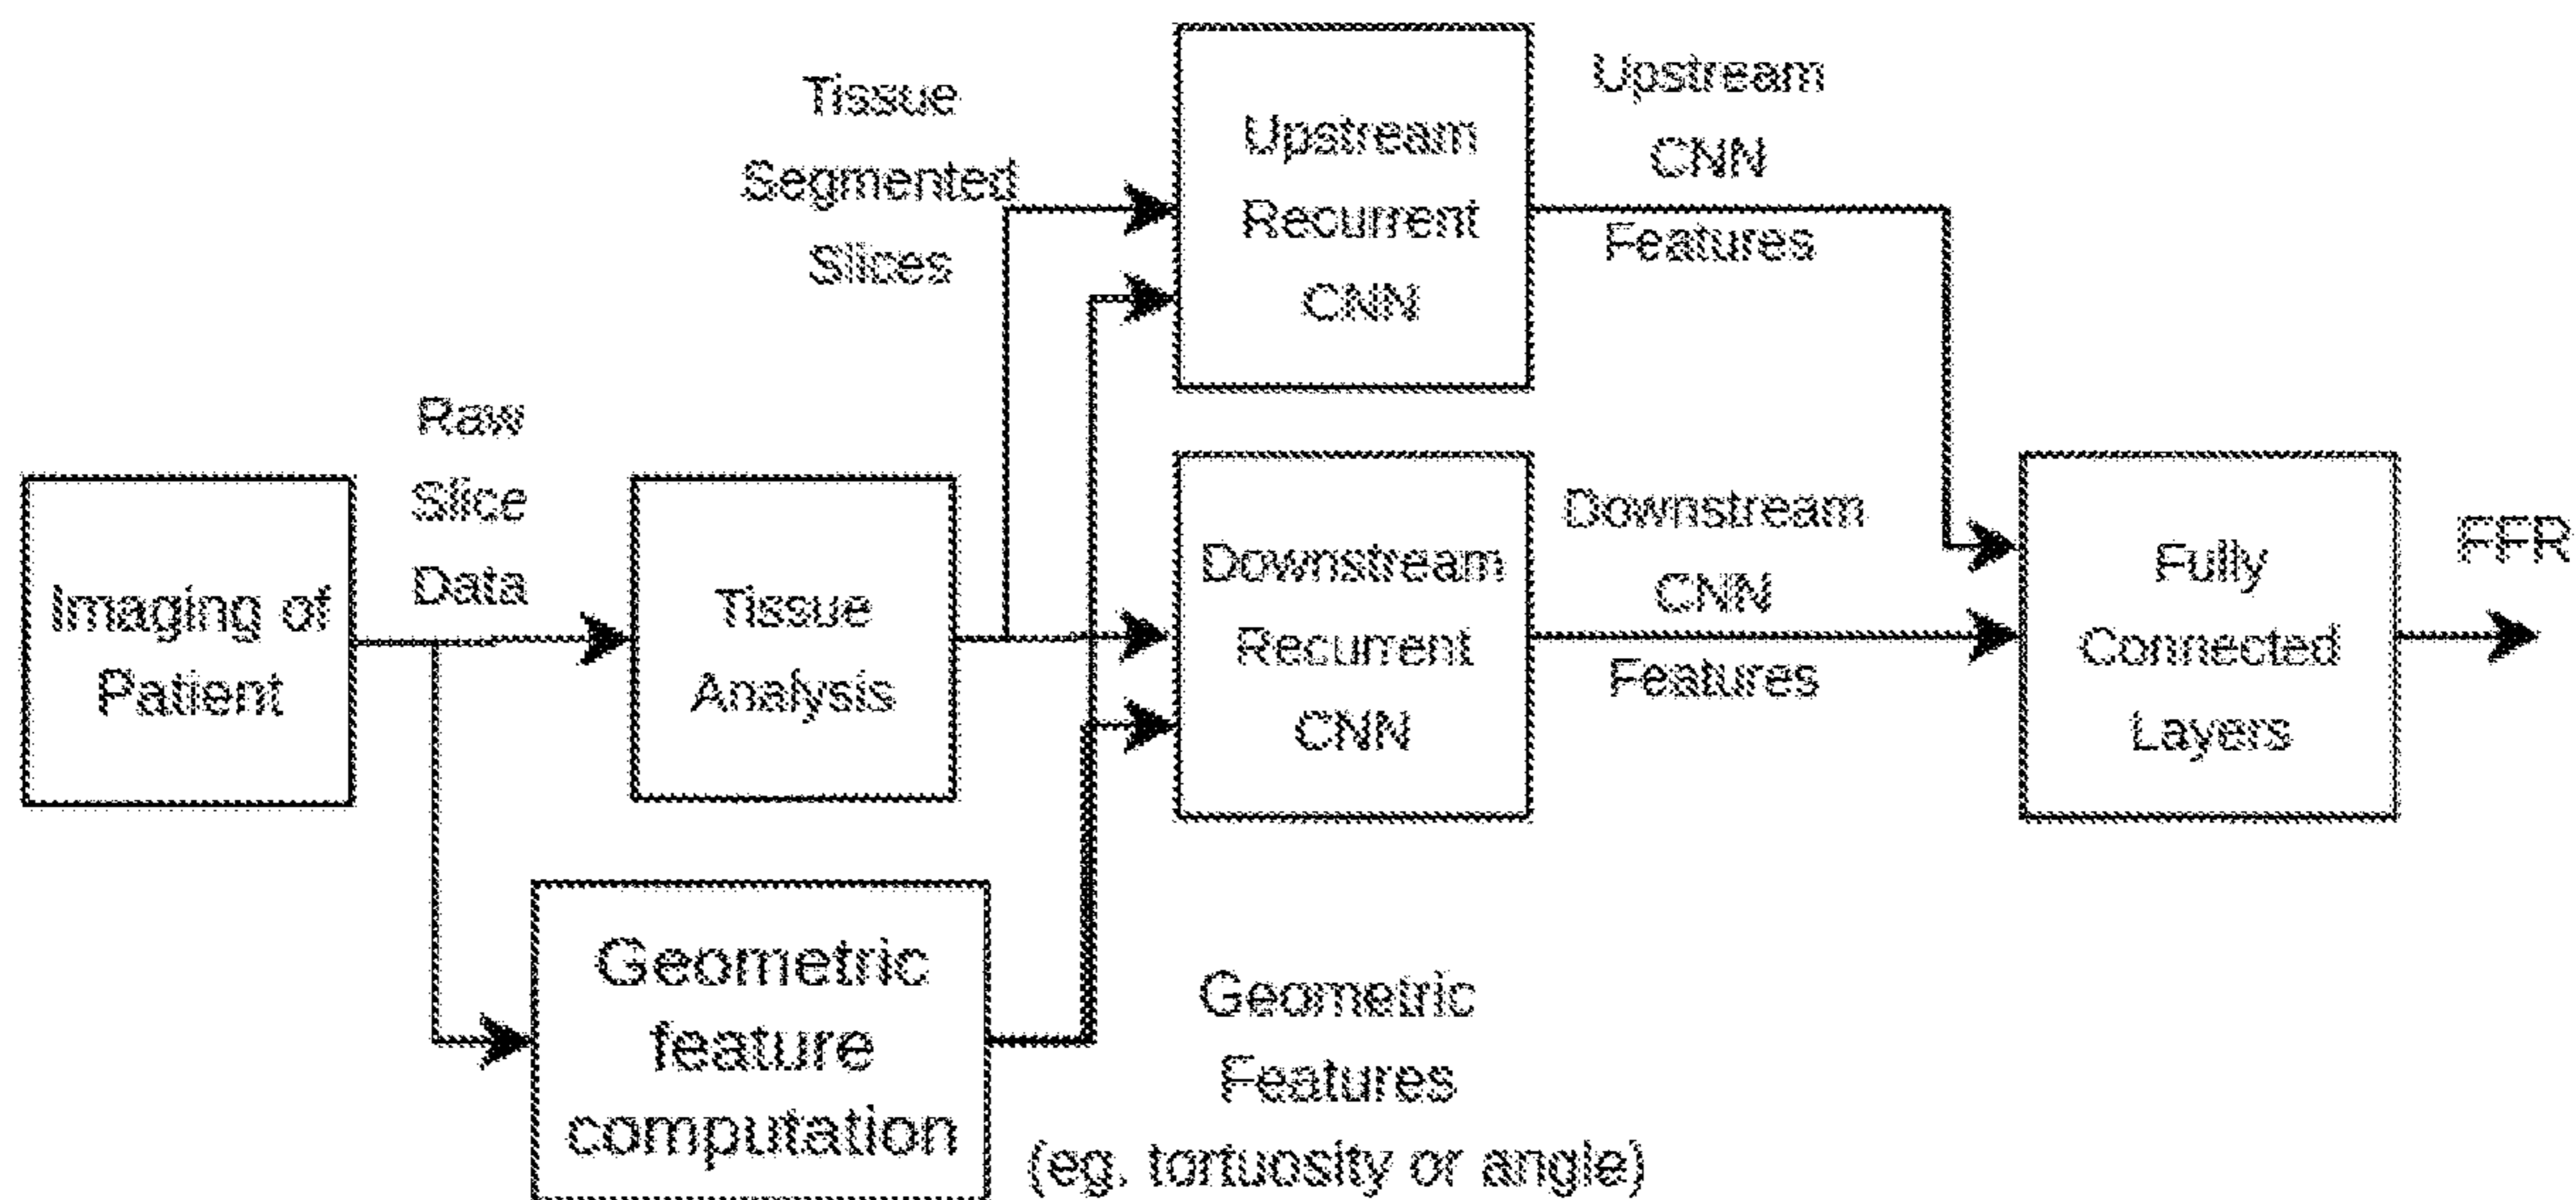 Imaging of
Patient
Raw
Slice
Data
Tissue
Analysis
Geometric
feature
computation
Tissue
Segmented
Slices
Geometric
Features
(eg. tortuosity or angle)
Upstream
Recurrent
CNN
Downstream
Recurrent
CNN
Upstream
CNN
Features
Downstream
CNN
Features
Fully
Connected
Layers
FFR